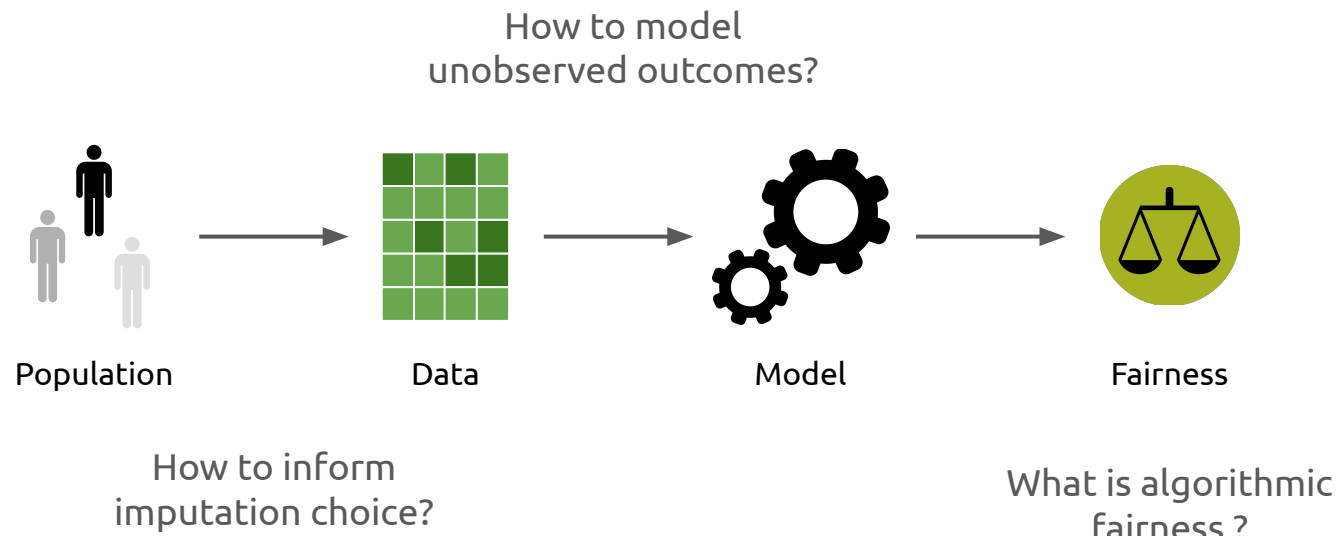 How to model
unobserved outcomes?
Population
Data
Model
Fairness
How to inform
imputation choice?
What is algorithmic
fairness ?